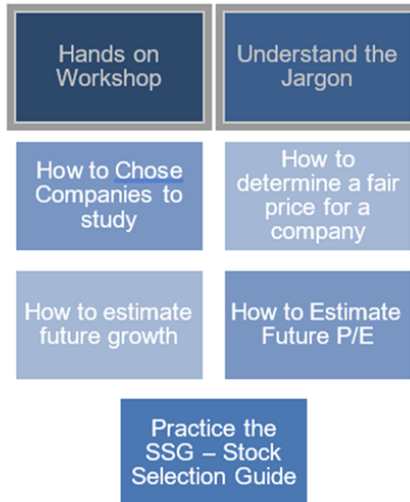 Hands on
Workshop
Understand the
Jargon
How to Chose
Companies to
study
How to
determine a fair
price for a
company
How to estimate
future growth
How to Estimate
Future P/E
Practice the
SSG – Stock
Selection Guide